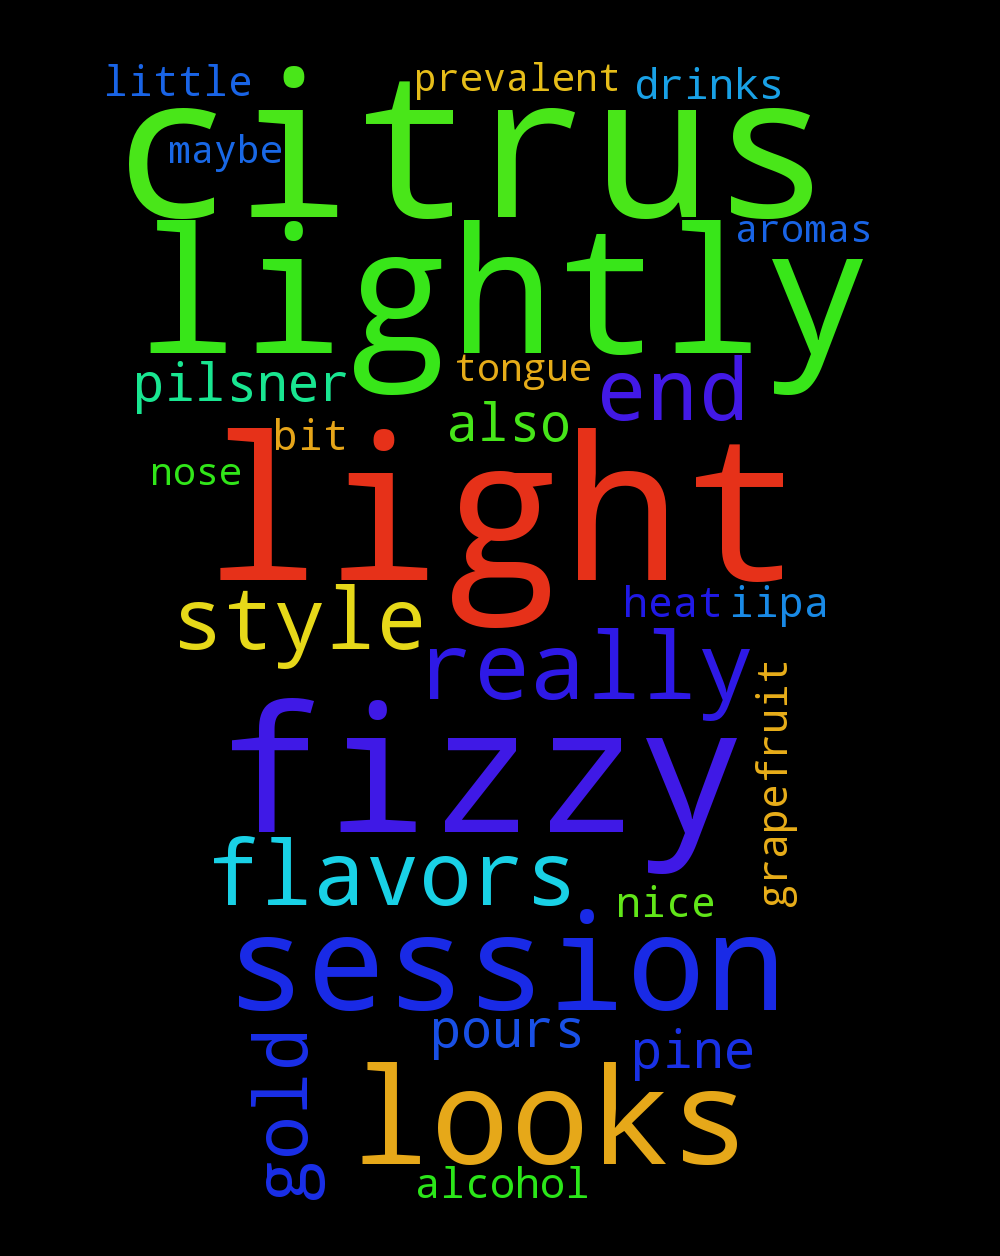 little prevalent drinks
citrus
maybe
lightly
aromas
pilsner tongue end
also
bit
nose
light
style heat iipa
really
grapefruit
fizzy
flavors
nice
session
pours
pine
gold
looks
alcohol